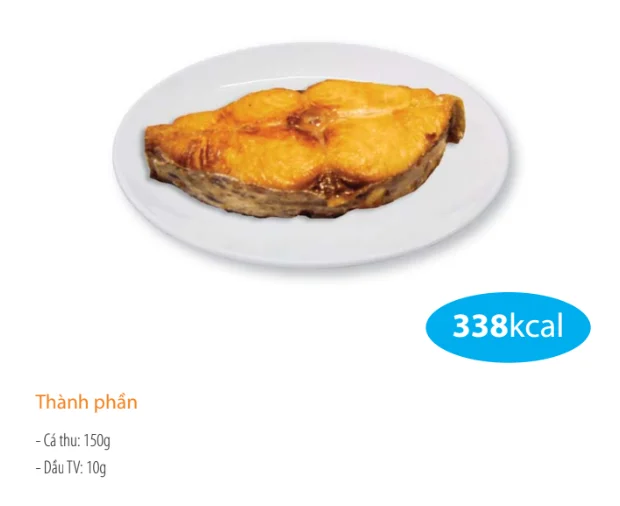 338kcal
Thành phần
- Cá thu: 150g
- Dầu TV: 10g